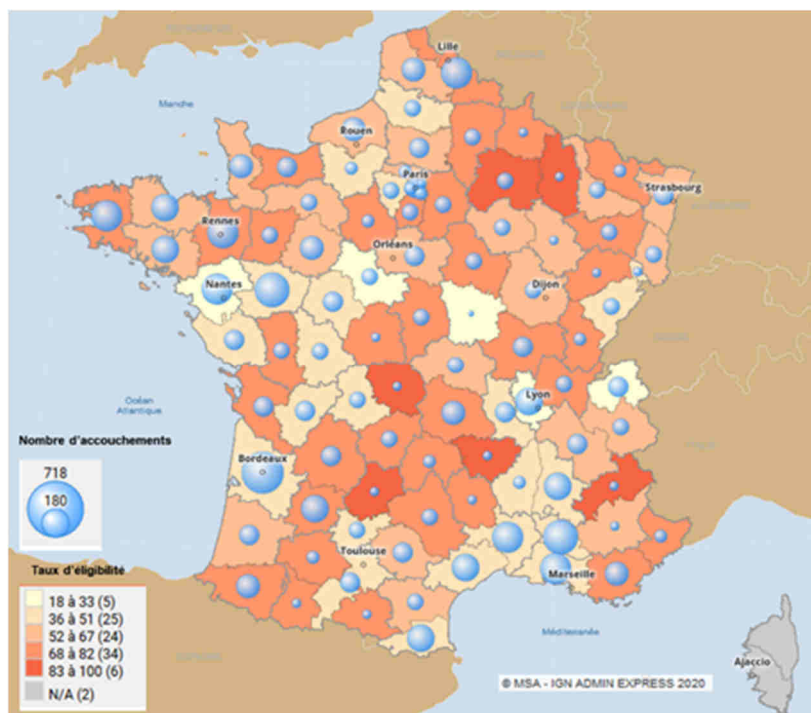 Lille
Manche
Rouen
Paris
Strasbourg
Rennes
Orléans
Nantes
Dijon
Océan
Atlantique
Lyon
Nombre d'accouchements
718
180
Bordeaux
Taux d'éligibilité
18 à 33 (5)
36 à 51 (25)
52 à 67 (24)
68 à 82 (34)
83 à 100 (6)
N/A (2)
Toulouse
Marseille
Méditerranée
Ajaccio
© MSA - IGN ADMIN EXPRESS 2020